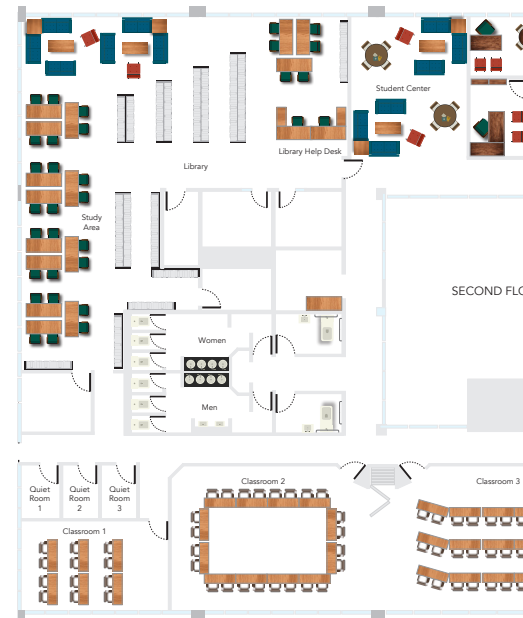 Student Center
Library Help Desk
Library
Study
Area
SECOND FLO
Women
Men
Quiet
Room
1
Quiet
Room
2
Quiet
Room
3
Classroom 2
Classroom 3
Classroom 1